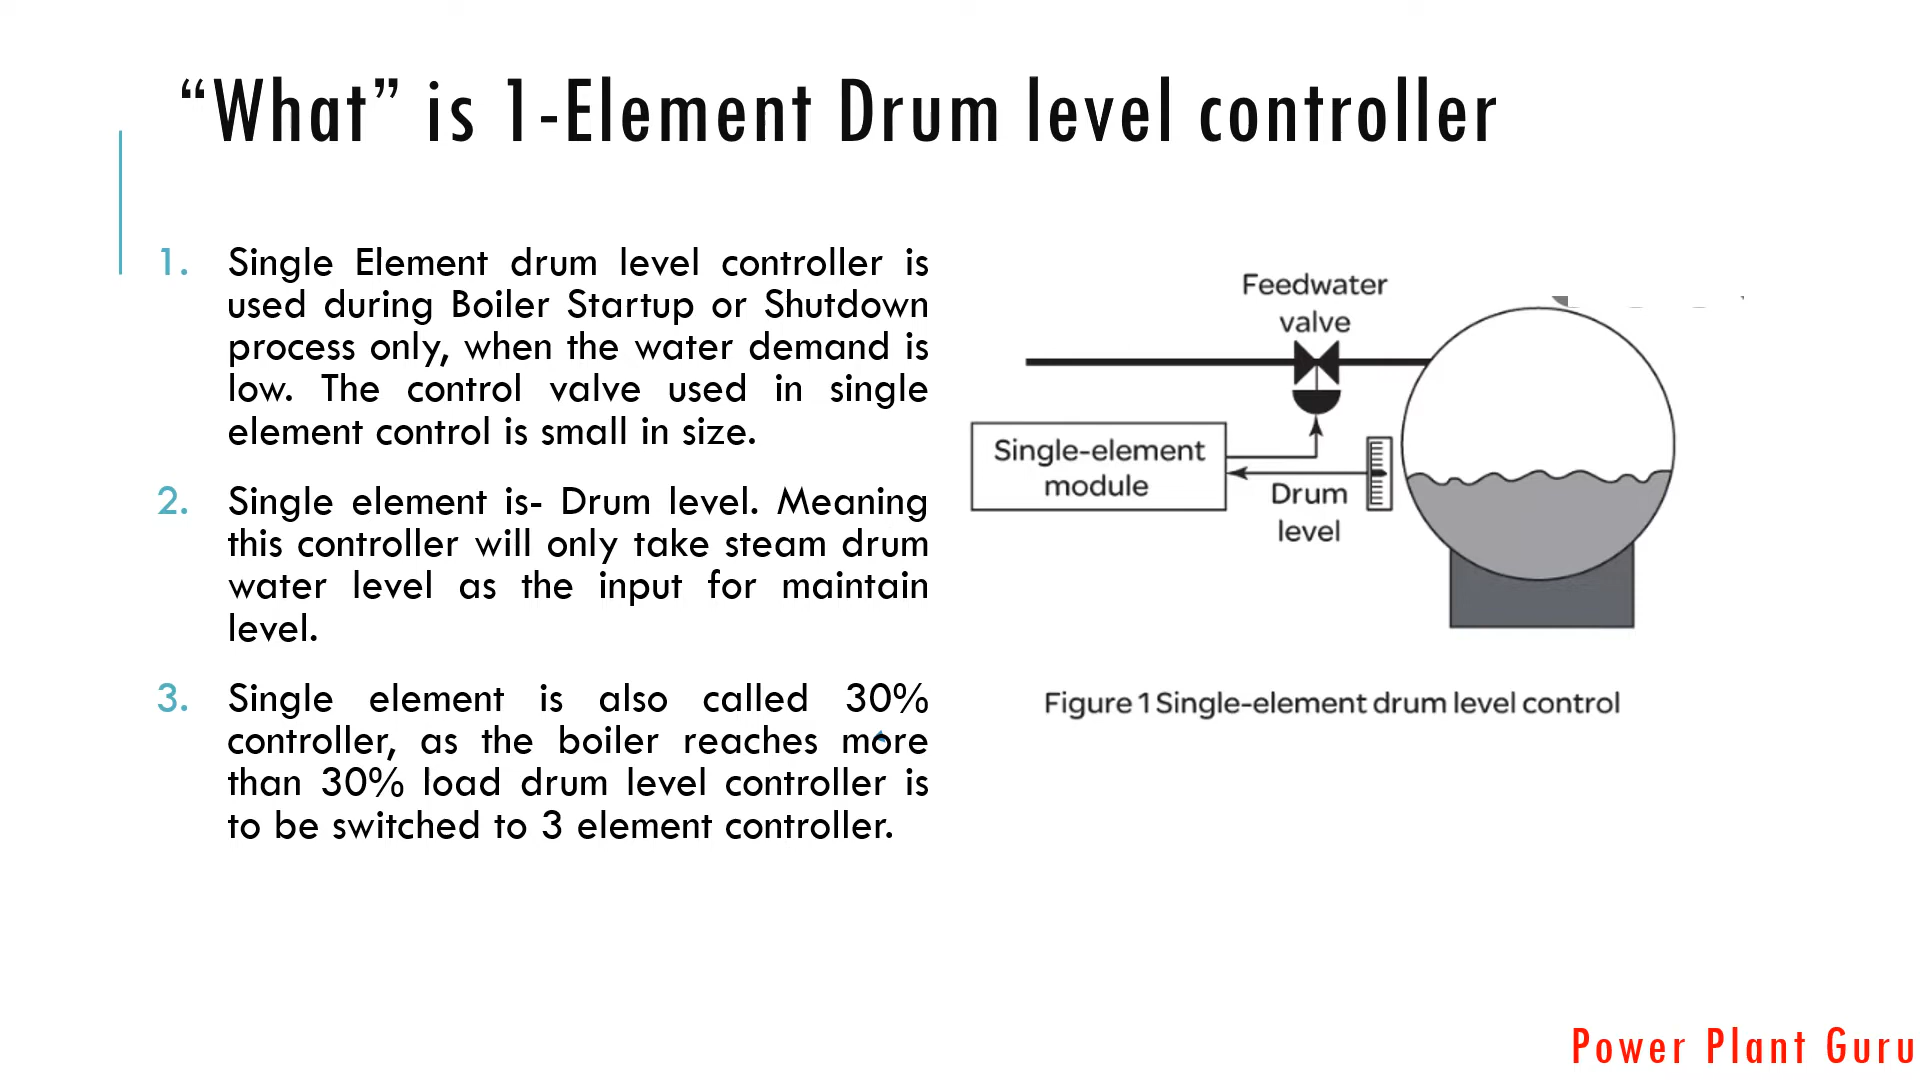 “What” is 1-Element Drum level controller
1. Single Element drum level controller is
used during Boiler Startup or Shutdown
process only, when the water demand is
low. The control valve used in single
element control is small in size.
2. Single element is- Drum level. Meaning
this controller will only take steam drum
water level as the input for maintain
level.
3. Single element is also called 30%
controller, as the boiler reaches more
than 30% load drum level controller is
to be switched to 3 element controller.
Feedwater
valve
Single-element
module
Drum
level
Figure 1 Single-element drum level control
Power Plant Guru